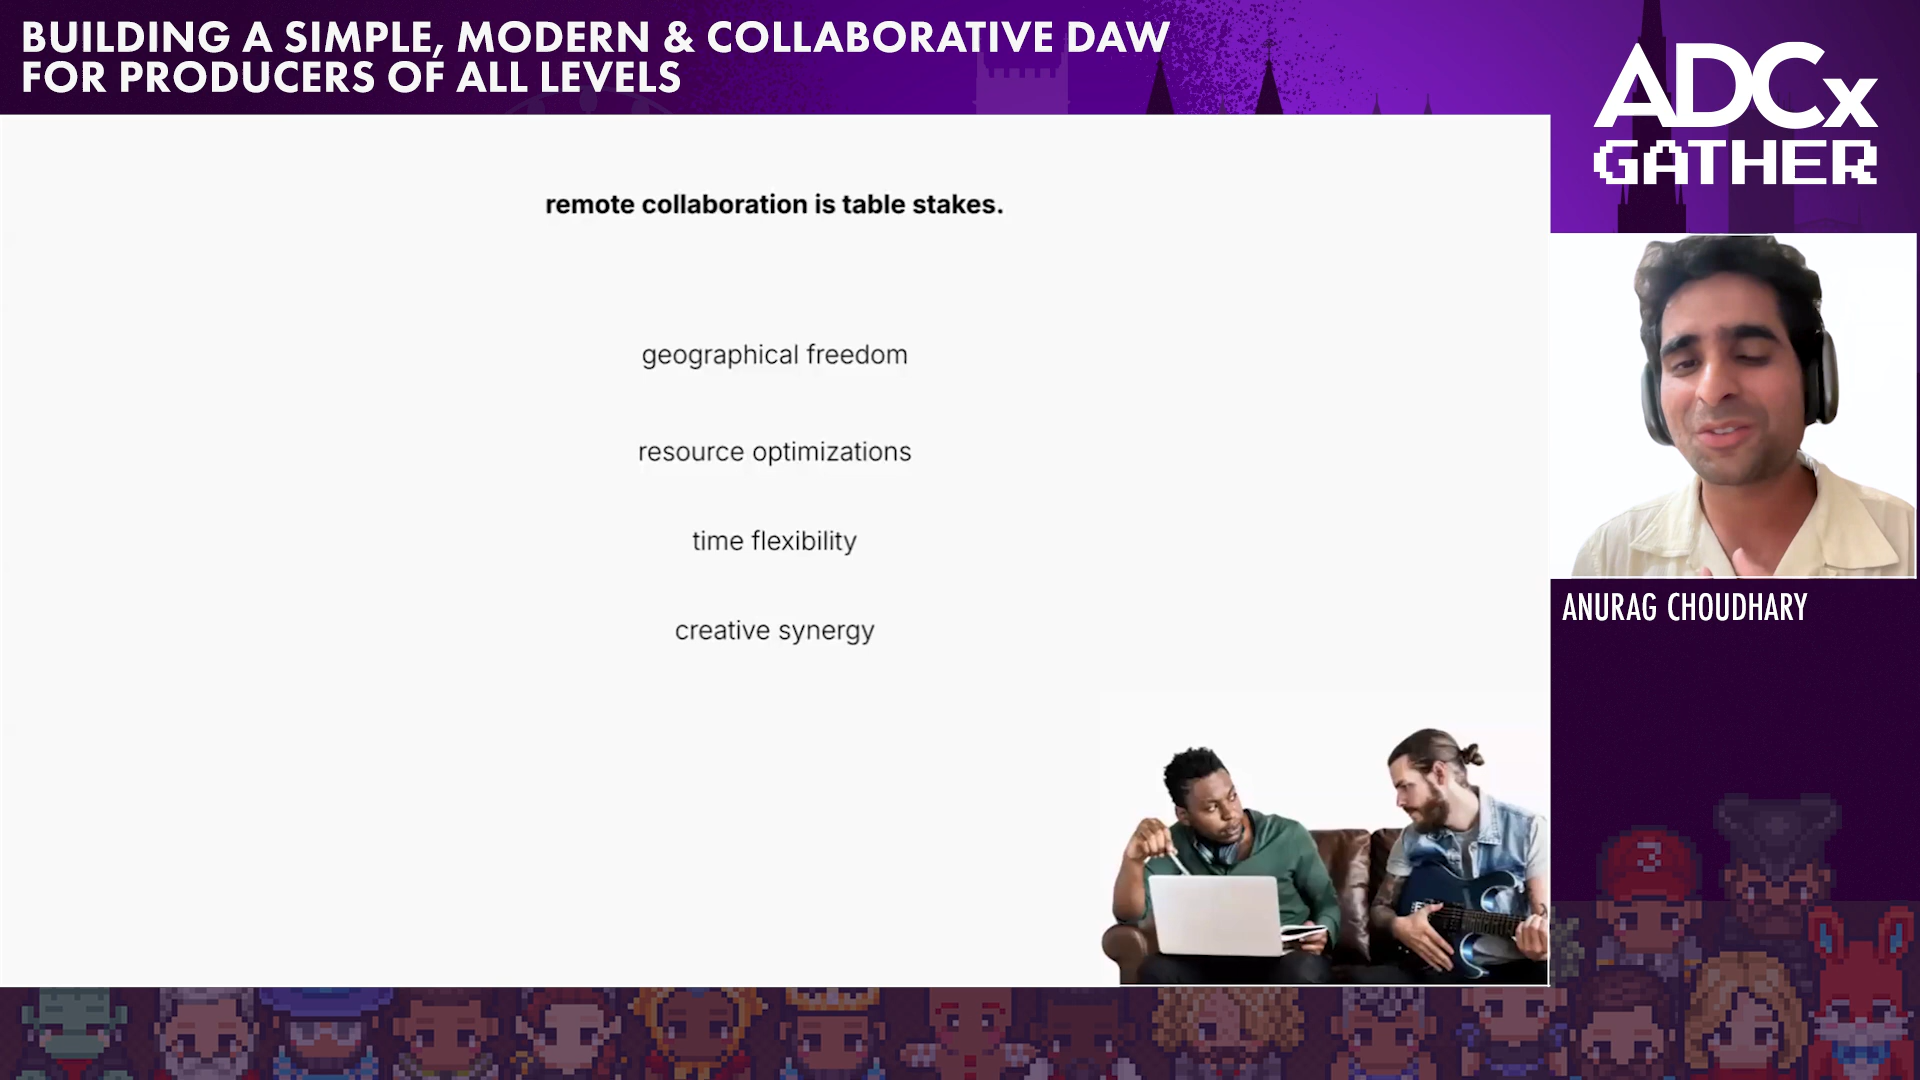 BUILDING A SIMPLE, MODERN & COLLABORATIVE DAW
FOR PRODUCERS OF ALL LEVELS
ADCx
GATHER
remote collaboration is table stakes.
geographical freedom
resource optimizations
time flexibility
creative synergy
ANURAG CHOUDHARY
3